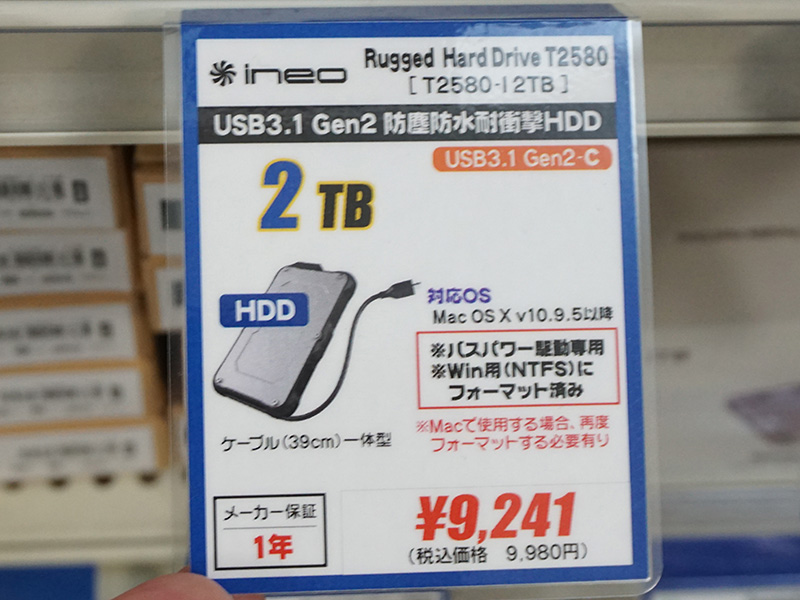 ineo
Rugged Hard Drive T2580
[ T2580-I 2TB ]
USB3.1 Gen2 防塵防水耐衝撃HDD
USB3.1 Gen2-C
2 TB
HDD
対応OS
Mac OS X v10.9.5以降
※バスパワー駆動専用
※Win用(NTFS)に
フォーマット済み
※Macで使用する場合、再度
フォーマットする必要有り
ケーブル(39cm)一体型
メーカー保証
1年
¥9,241
(税込価格 9,980円)